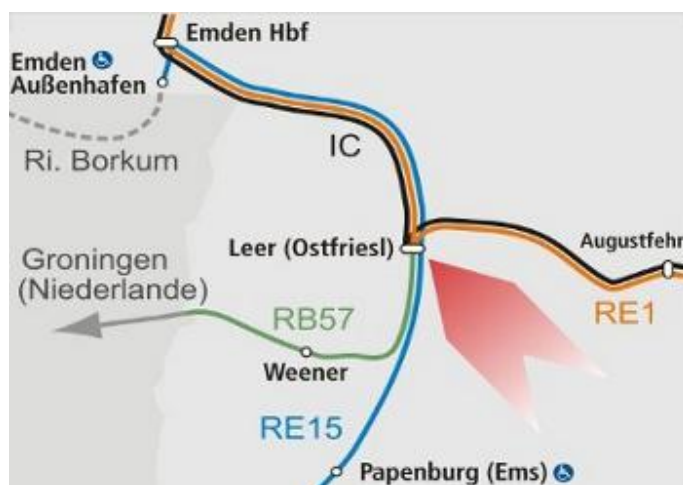 Emden Hbf
Emden
Außenhafen
Ri. Borkum
IC
Leer (Ostfriesl)
Augustfehn
Groningen
(Niederlande)
RB57
RE1
Weener
RE15
Papenburg (Ems)